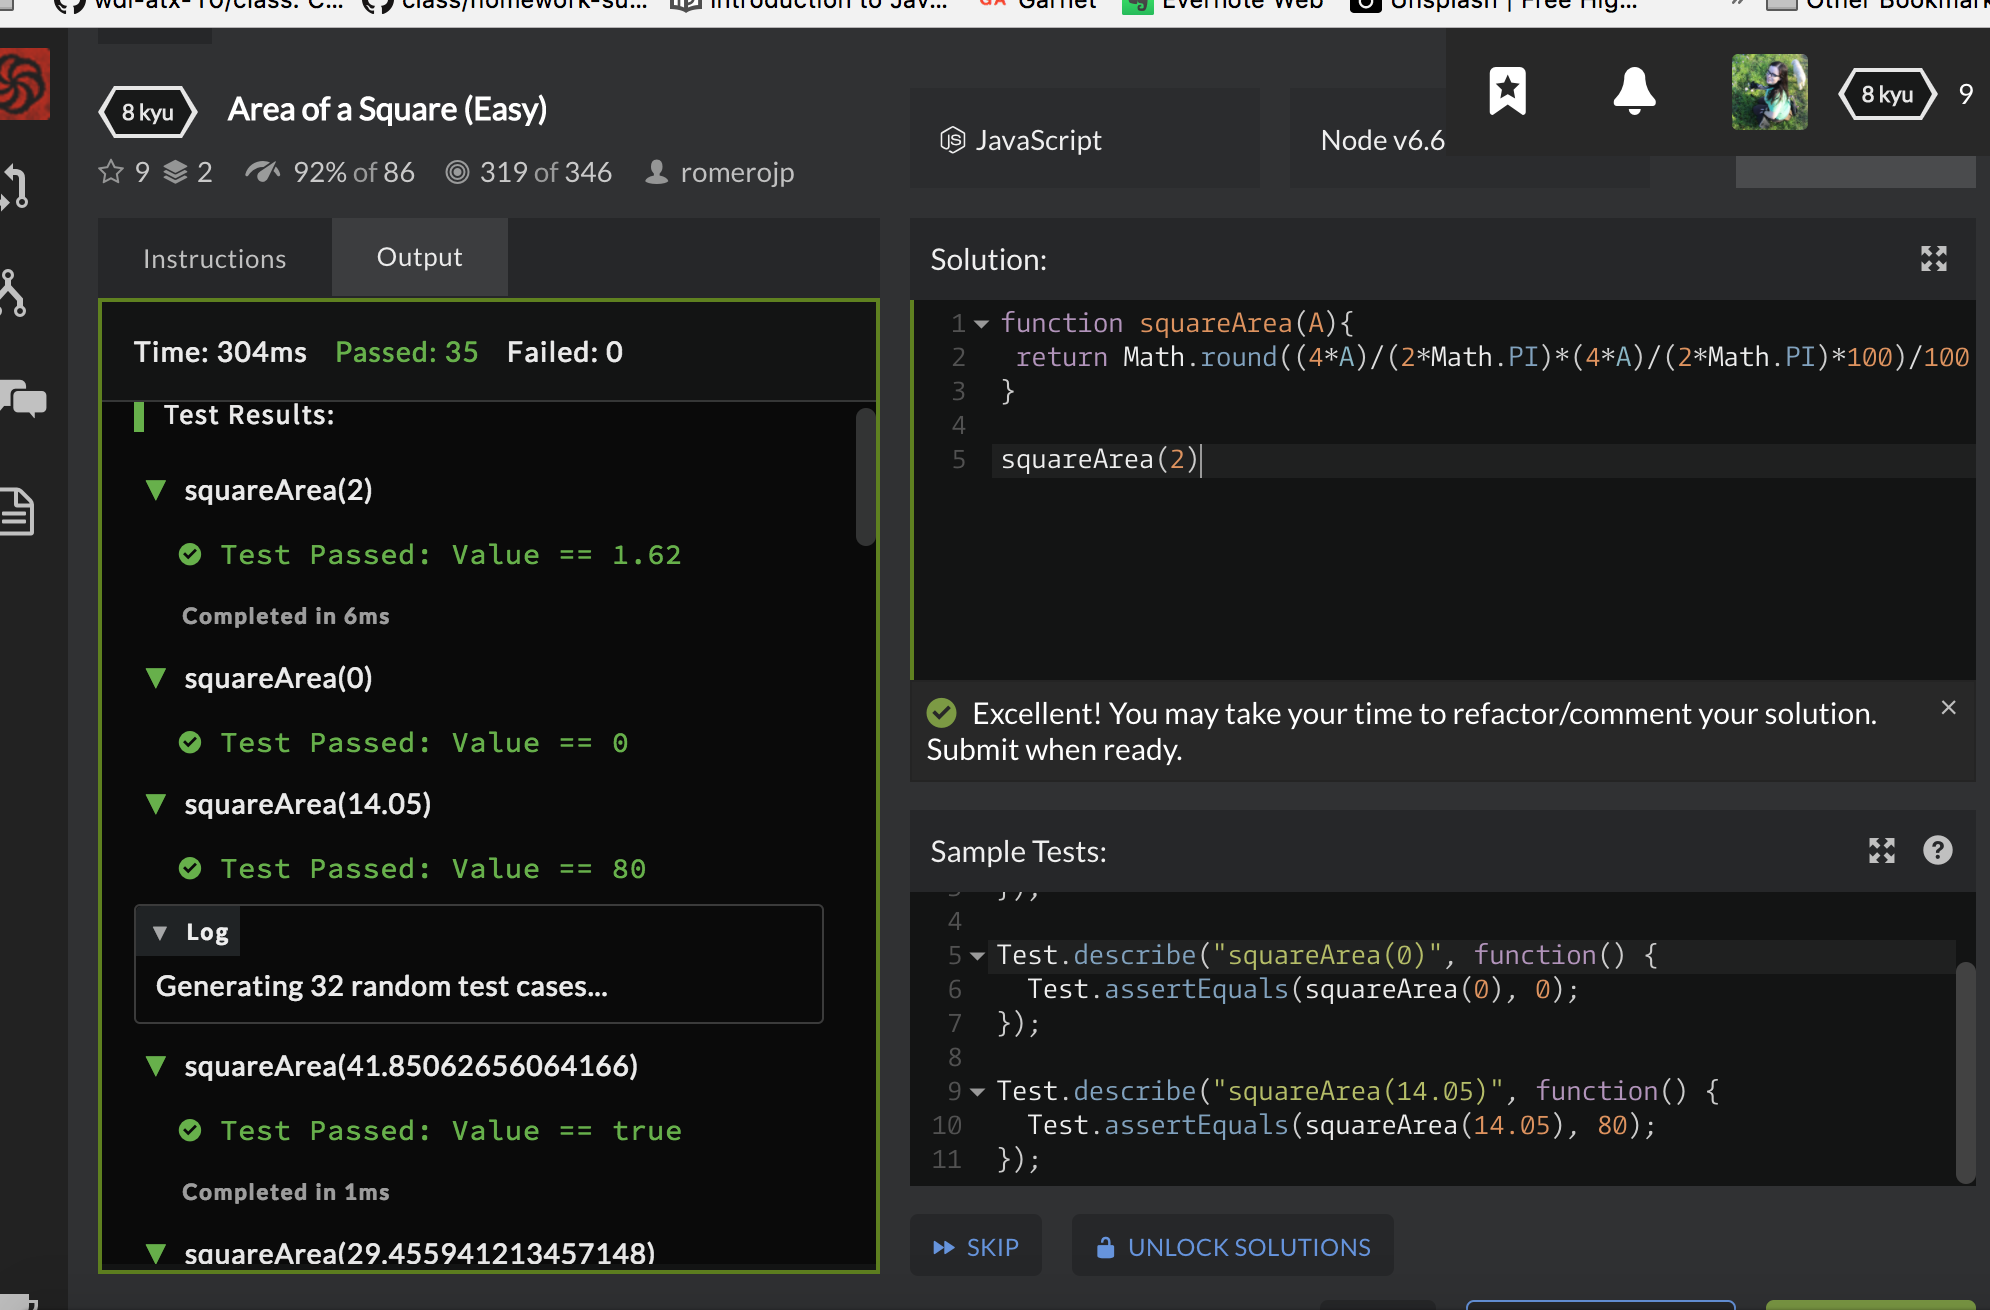 wdi-atx-10/class: C...
class/homework-su...
Introduction to Jav...
GA Garnet
Evernote Web
Unsplash | Free Hig...
»
Other Bookmark
8 kyu
Area of a Square (Easy)
9
2
92% of 86
319 of 346
romerojp
JavaScript
Node v6.6
8 kyu
9
Instructions
Output
Time: 304ms
Passed: 35
Failed: 0
Test Results:
squareArea(2)
Test Passed: Value == 1.62
Completed in 6ms
squareArea(0)
Test Passed: Value == 0
squareArea(14.05)
Test Passed: Value == 80
Log
Generating 32 random test cases...
squareArea(41.85062656064166)
Test Passed: Value == true
Completed in 1ms
squareArea(29.455941213457148)
Solution:
1 function squareArea(A){
2 return Math.round((4*A)/(2*Math.PI)*(4*A)/(2*Math.PI)*100)/100
3 }
4
5 squareArea(2)
Excellent! You may take your time to refactor/comment your solution.
Submit when ready.
×
Sample Tests:
?
3 });
4
5 Test.describe("squareArea(0)", function() {
6 Test.assertEquals(squareArea(0), 0);
7 });
8
9 Test.describe("squareArea(14.05)", function() {
10 Test.assertEquals(squareArea(14.05), 80);
11 });
SKIP
UNLOCK SOLUTIONS